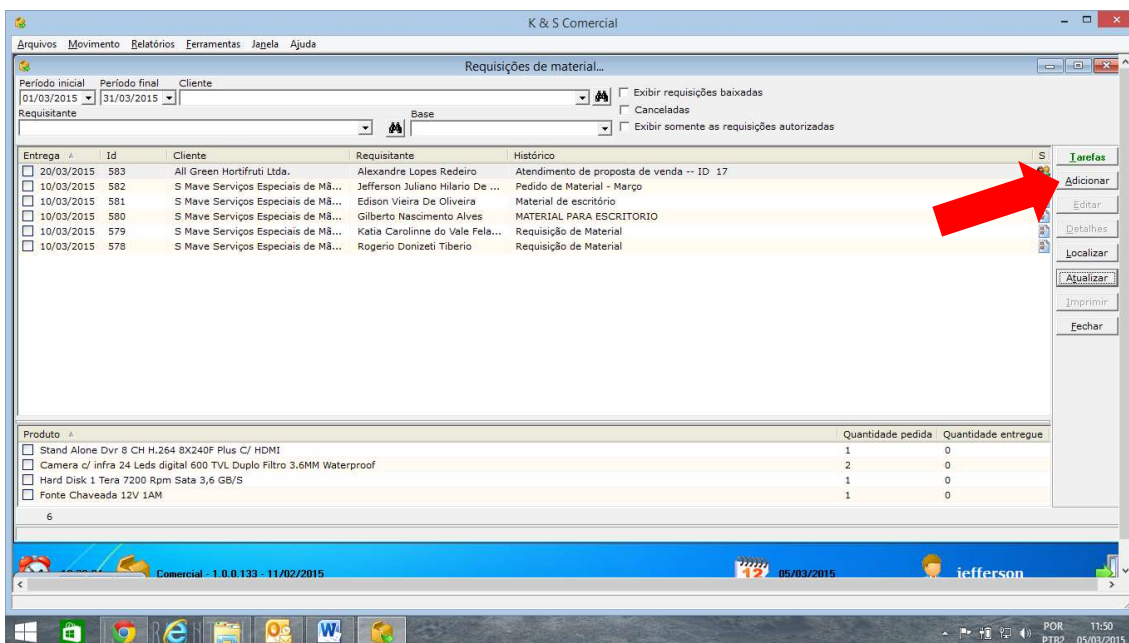 K & S Comercial
Arquivos Movimento Relatórios Ferramentas Janela Ajuda
Requisições de material...
Período inicial Período final Cliente
01/03/2015 31/03/2015
Exibir requisições baixadas
Canceladas
Requisitante Base
Exibir somente as requisições autorizadas
Entrega Id Cliente Requisitante Histórico S
20/03/2015 583 All Green Hortifruti Ltda. Alexandre Lopes Redeiro Atendimento de proposta de venda -- ID 17
10/03/2015 582 S Mave Serviços Especiais de Mã... Jefferson Juliano Hilario De ... Pedido de Material - Março
10/03/2015 581 S Mave Serviços Especiais de Mã... Edison Vieira De Oliveira Material de escritório
10/03/2015 580 S Mave Serviços Especiais de Mã... Gilberto Nascimento Alves MATERIAL PARA ESCRITORIO
10/03/2015 579 S Mave Serviços Especiais de Mã... Katia Carolinne do Vale Fela... Requisição de Material
10/03/2015 578 S Mave Serviços Especiais de Mã... Rogerio Donizeti Tiberio Requisição de Material
Tarefas
Adicionar
Editar
Detalhes
Localizar
Atualizar
Imprimir
Fechar
Produto Quantidade pedida Quantidade entregue
Stand Alone Dvr 8 CH H.264 8X240F Plus C/ HDMI 1 0
Camera c/ infra 24 Leds digital 600 TVL Duplo Filtro 3.6MM Waterproof 2 0
Hard Disk 1 Tera 7200 Rpm Sata 3,6 GB/S 1 0
Fonte Chaveada 12V 1AM 1 0
6
Comercial - 1.0.0.133 - 11/02/2015 12 05/03/2015 jefferson
POR 11:50
PTB2 05/03/2015